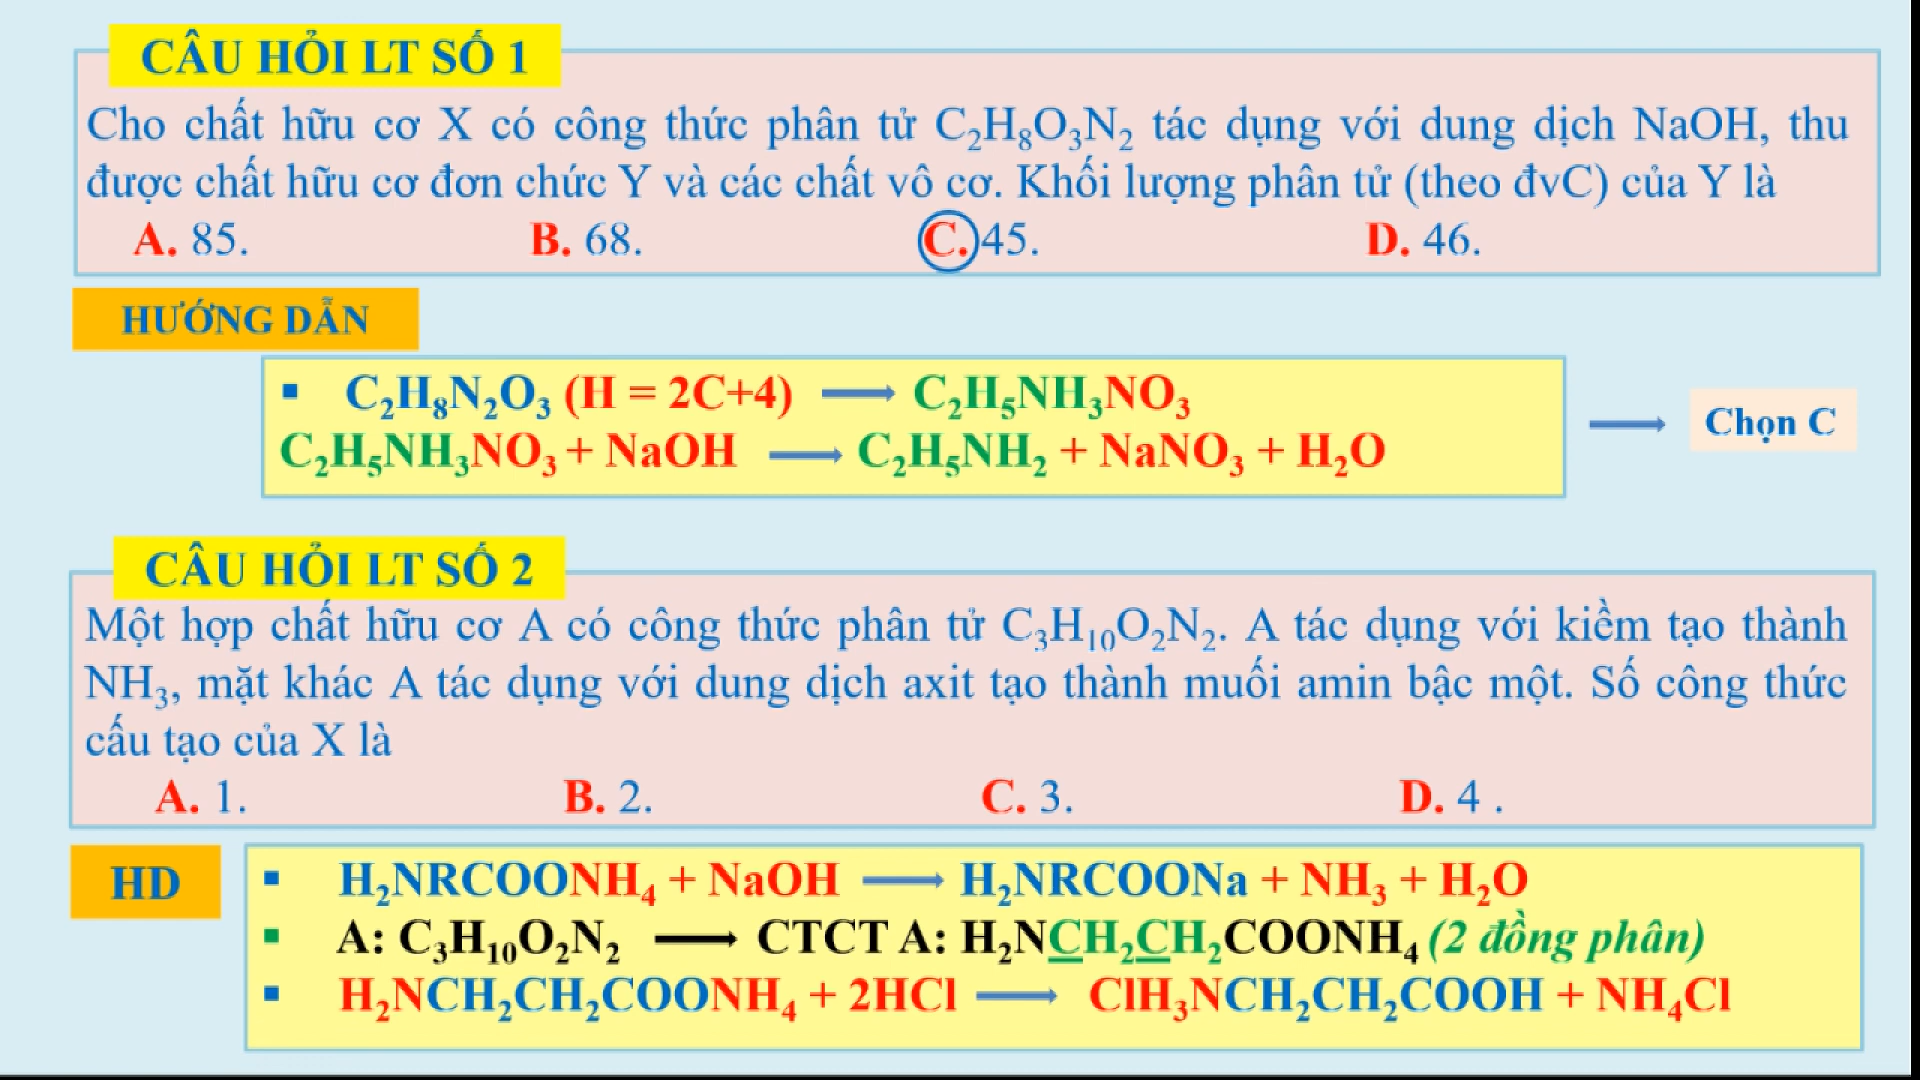 CÂU HỎI LT SỐ 1
Cho chất hữu cơ X có công thức phân tử C₂H₈O₃N₂ tác dụng với dung dịch NaOH, thu
được chất hữu cơ đơn chức Y và các chất vô cơ. Khối lượng phân tử (theo đvC) của Y là
A. 85. B. 68. C. 45. D. 46.
HƯỚNG DẪN
▪ C₂H₈N₂O₃ (H = 2C+4) ⟶ C₂H₅NH₃NO₃
C₂H₅NH₃NO₃ + NaOH ⟶ C₂H₅NH₂ + NaNO₃ + H₂O
⟶ Chọn C
CÂU HỎI LT SỐ 2
Một hợp chất hữu cơ A có công thức phân tử C₃H₁₀O₂N₂. A tác dụng với kiềm tạo thành
NH₃, mặt khác A tác dụng với dung dịch axit tạo thành muối amin bậc một. Số công thức
cấu tạo của X là
A. 1. B. 2. C. 3. D. 4 .
HD
▪ H₂NRCOONH₄ + NaOH ⟶ H₂NRCOONa + NH₃ + H₂O
▪ A: C₃H₁₀O₂N₂ ⟶ CTCT A: H₂NCH₂CH₂COONH₄ (2 đồng phân)
▪ H₂NCH₂CH₂COONH₄ + 2HCl ⟶ ClH₃NCH₂CH₂COOH + NH₄Cl